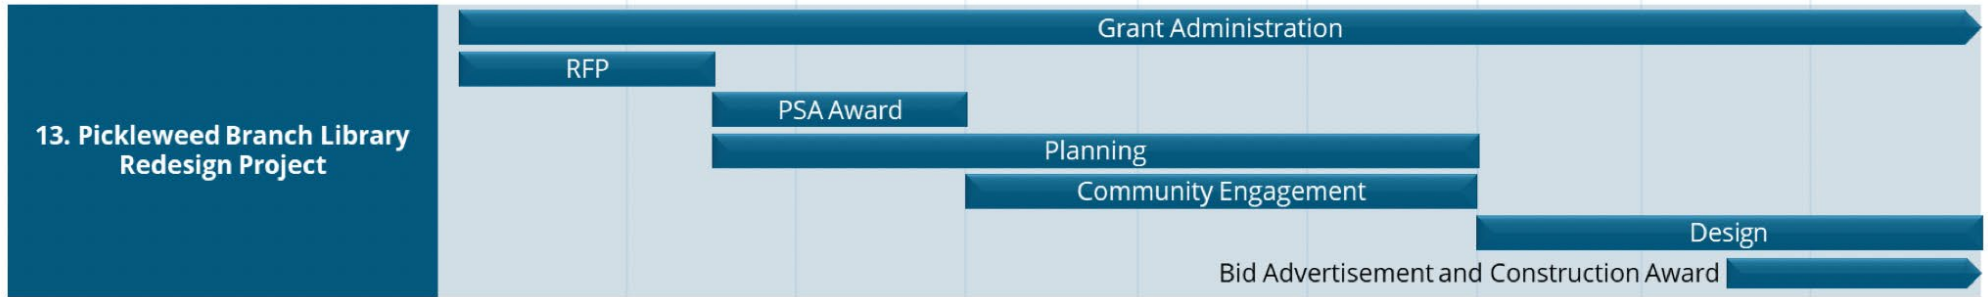 13. Pickleweed Branch Library
Redesign Project
Grant Administration
RFP
PSA Award
Planning
Community Engagement
Design
Bid Advertisement and Construction Award